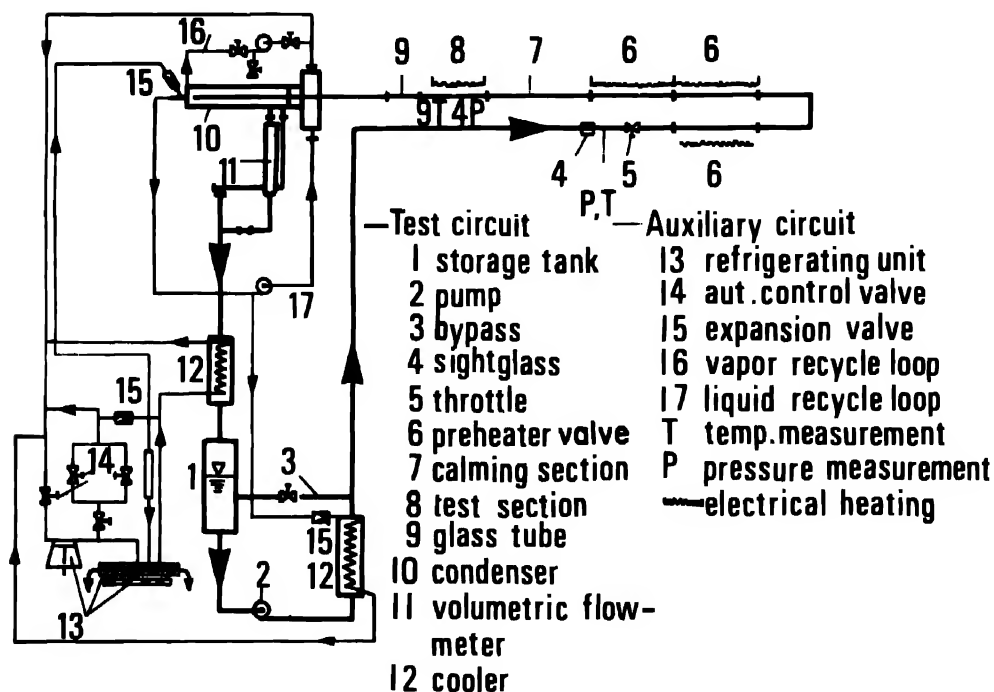 16
9
8
7
6
6
15
9T 4P
10
11
4
5
6
P,T
17
12
15
14
1
3
15
12
2
13
—Test circuit
1 storage tank
2 pump
3 bypass
4 sightglass
5 throttle
6 preheater valve
7 calming section
8 test section
9 glass tube
10 condenser
11 volumetric flow-
meter
12 cooler
—Auxiliary circuit
13 refrigerating unit
14 aut.control valve
15 expansion valve
16 vapor recycle loop
17 liquid recycle loop
T temp.measurement
P pressure measurement
electrical heating